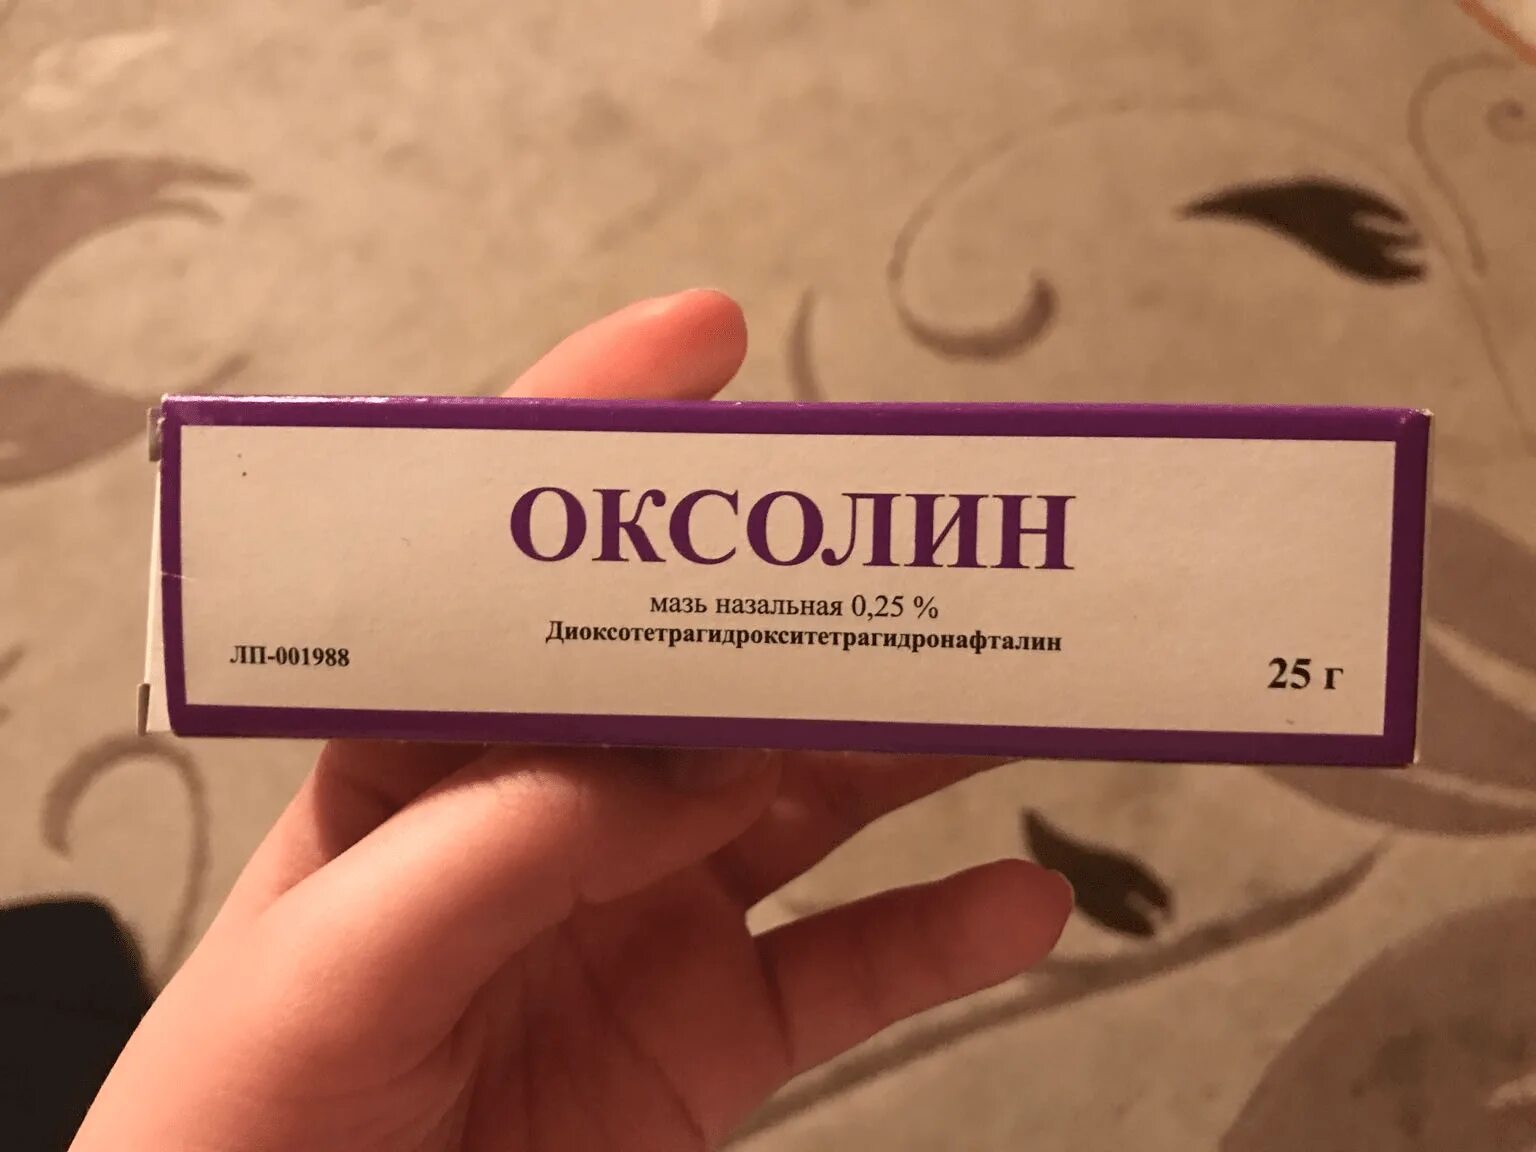 ОКСОЛИН
мазь назальная 0,25 %
Диоксотетрагидрокситетрагидронафталин
ЛП-001988
25 г